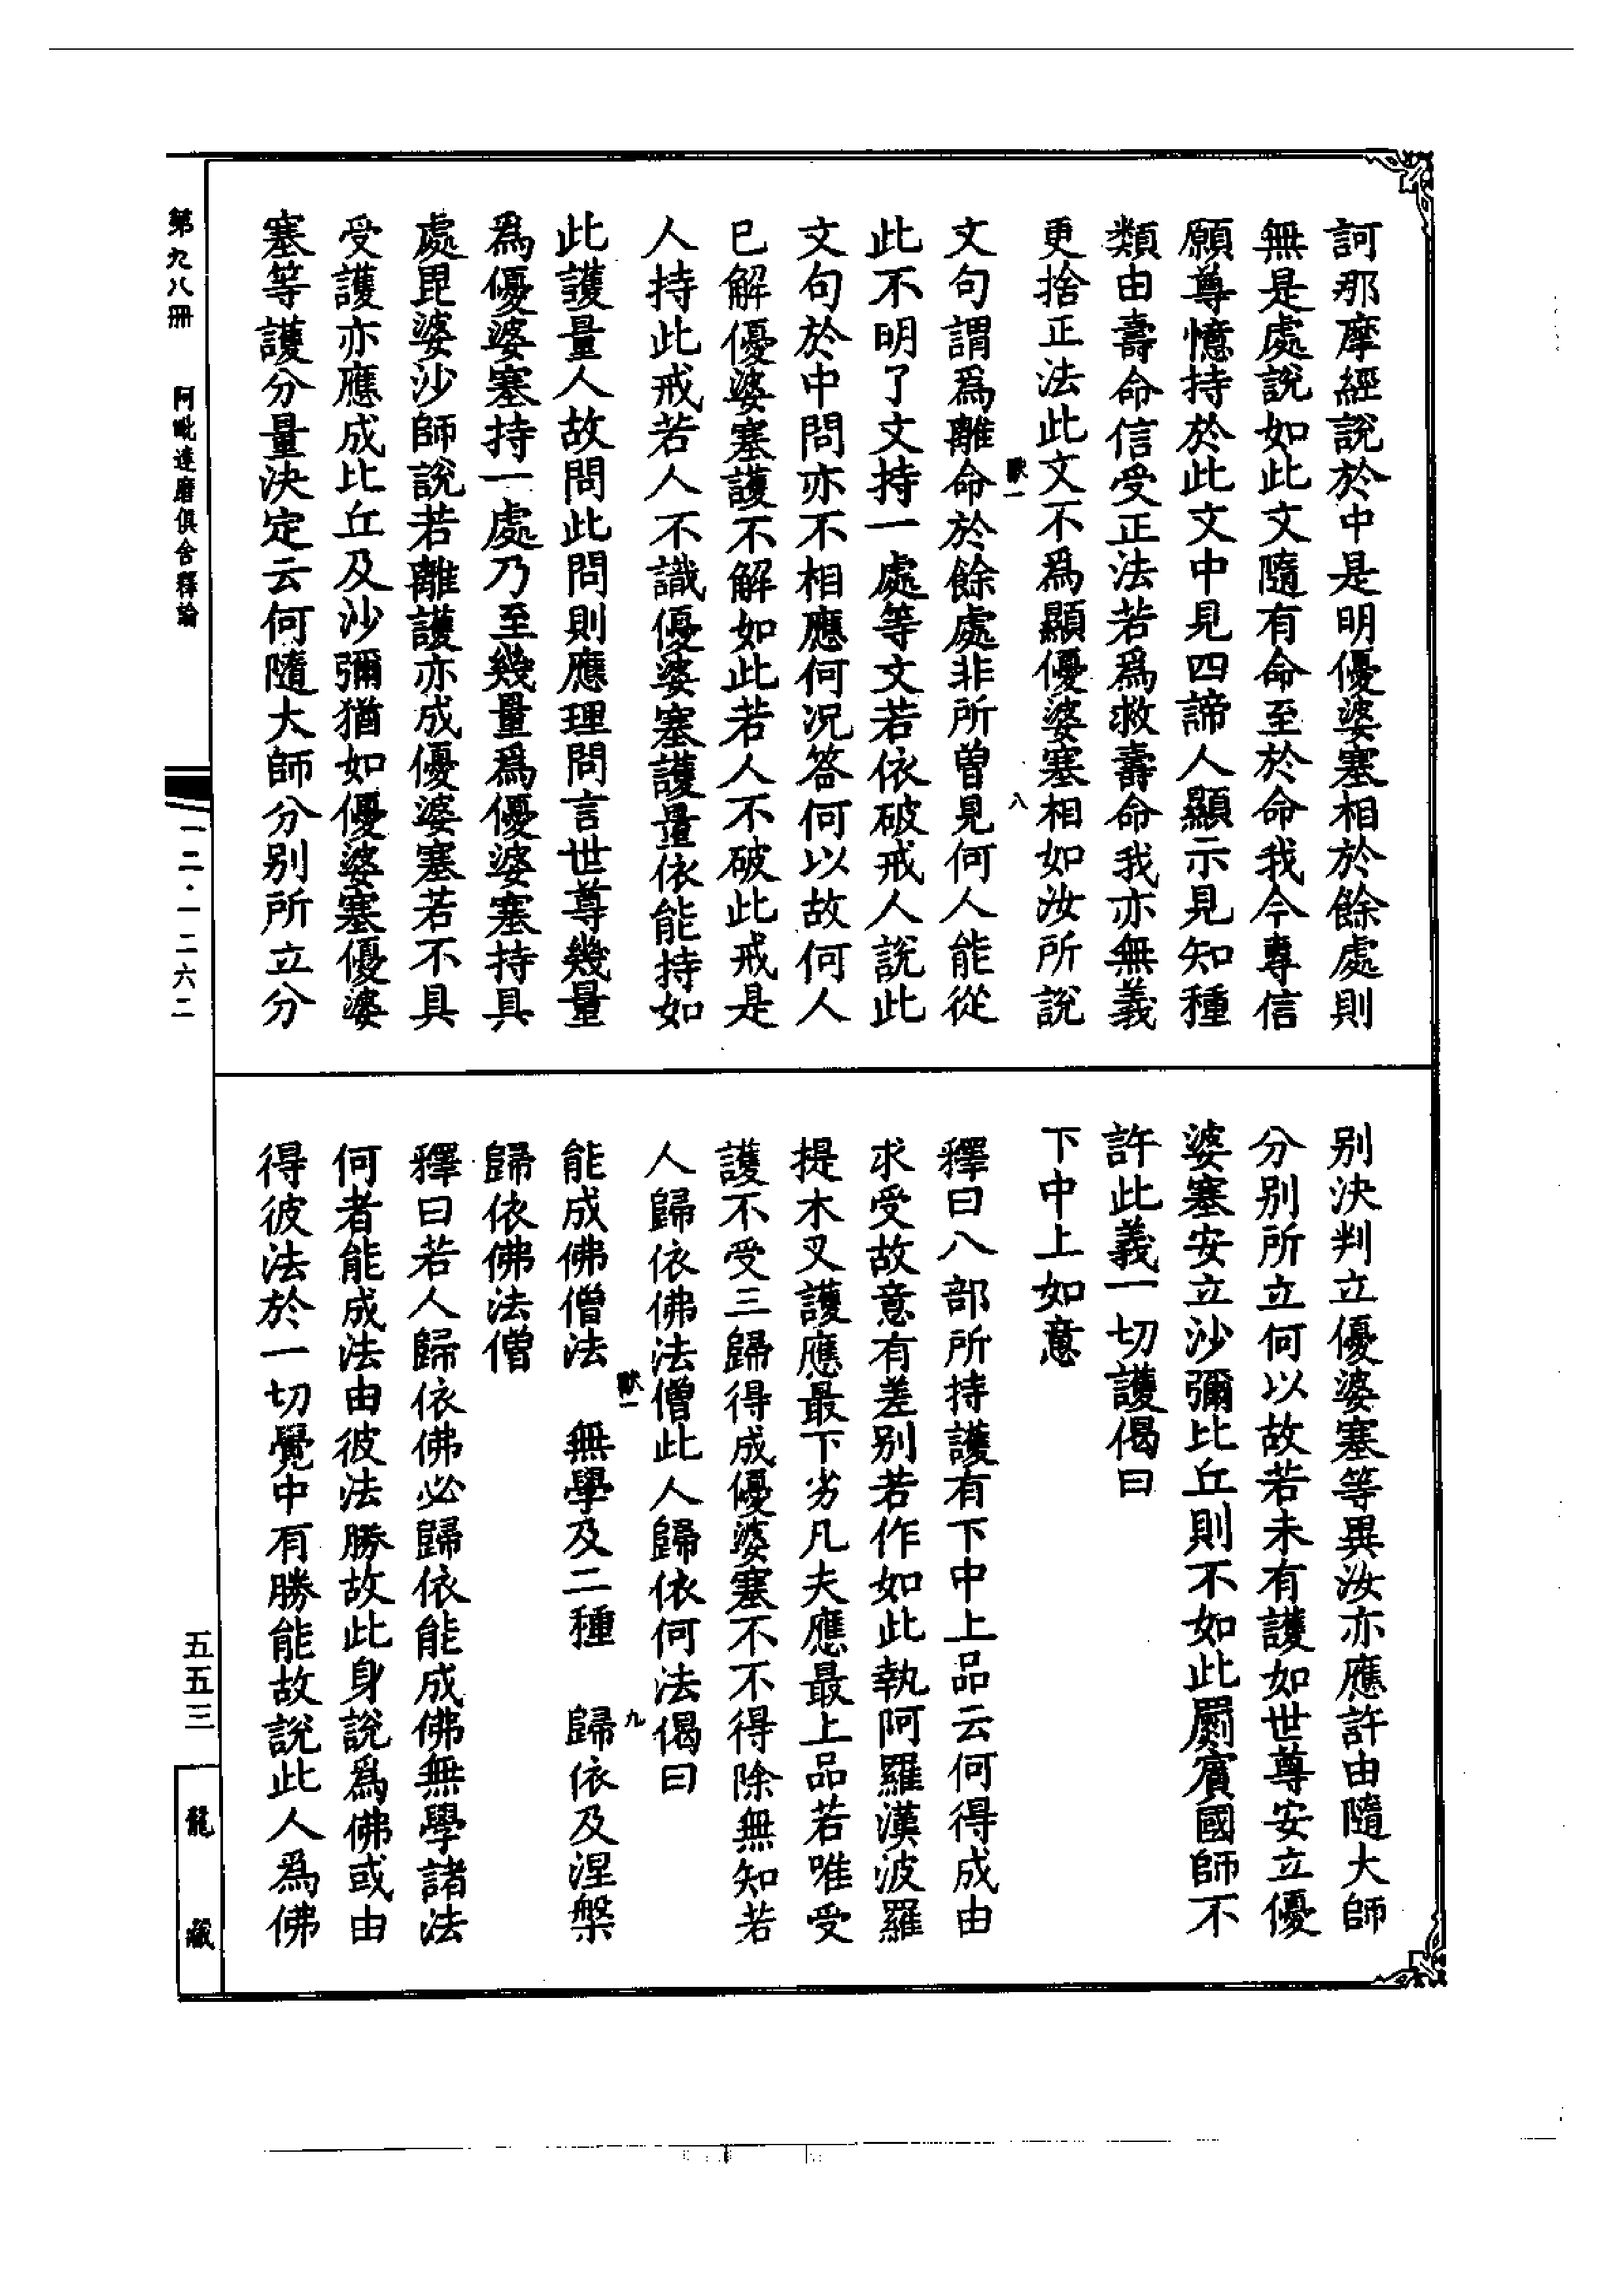 訶那摩經說於中是明優婆塞相於餘處則
無是處說如此文隨有命至於命我今專信
願尊憶持於此文中見四諦人顯示見知種
類由壽命信受正法若爲救壽命我亦無義
更捨正法此文不爲顯優婆塞相如汝所說
文句謂爲離命於餘處非所曾見何人能從
此不明了文持一處等文若依破戒人說此
文句於中問亦不相應何況答何以故何人
已解優婆塞護不解如此若人不破此戒是
人持此戒若人不識優婆塞護量依能持如
此護量人故問此問則應理問言世尊幾量
爲優婆塞持一處乃至幾量爲優婆塞持具
處毘婆沙師說若離護亦成優婆塞若不具
受護亦應成比丘及沙彌猶如優婆塞優婆
塞等護分量決定云何隨大師分別所立分
別決判立優婆塞等異汝亦應許由隨大師
分別所立何以故若未有護如世尊安立優
婆塞安立沙彌比丘則不如此罽賓國師不
許此義一切護偈曰
下中上如意
釋曰八部所持護有下中上品云何得成由
求受故意有差別若作如此執阿羅漢波羅
提木叉護應最下劣凡夫應最上品若唯受
護不受三歸得成優婆塞不不得除無知若
人歸依佛法僧此人歸依何法偈曰
能成佛僧法 無學及二種 歸依及涅槃
歸依佛法僧
釋曰若人歸依佛必歸依能成佛無學諸法
何者能成法由彼法勝故此身說爲佛或由
得彼法於一切覺中有勝能故說此人爲佛
第九八冊 阿毗達磨俱舍釋論
一二·一二六二
五五三
龍藏
八
九